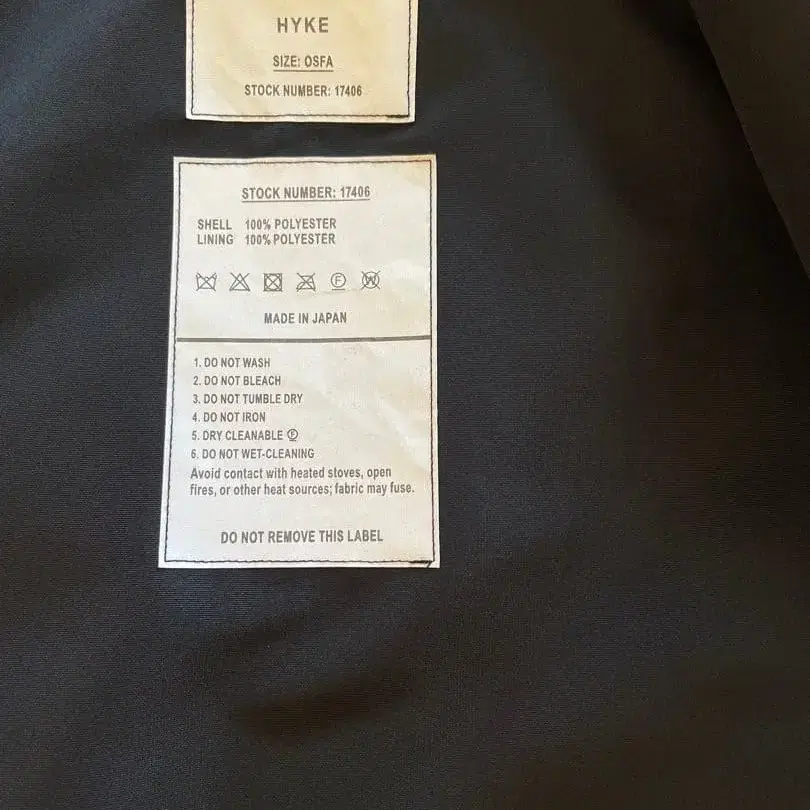 HYKE
SIZE: OSFA
STOCK NUMBER: 17406
STOCK NUMBER: 17406
SHELL 100% POLYESTER
LINING 100% POLYESTER
F W
MADE IN JAPAN
1. DO NOT WASH
2. DO NOT BLEACH
3. DO NOT TUMBLE DRY
4. DO NOT IRON
5. DRY CLEANABLE Ⓕ
6. DO NOT WET-CLEANING
Avoid contact with heated stoves, open
fires, or other heat sources; fabric may fuse.
DO NOT REMOVE THIS LABEL